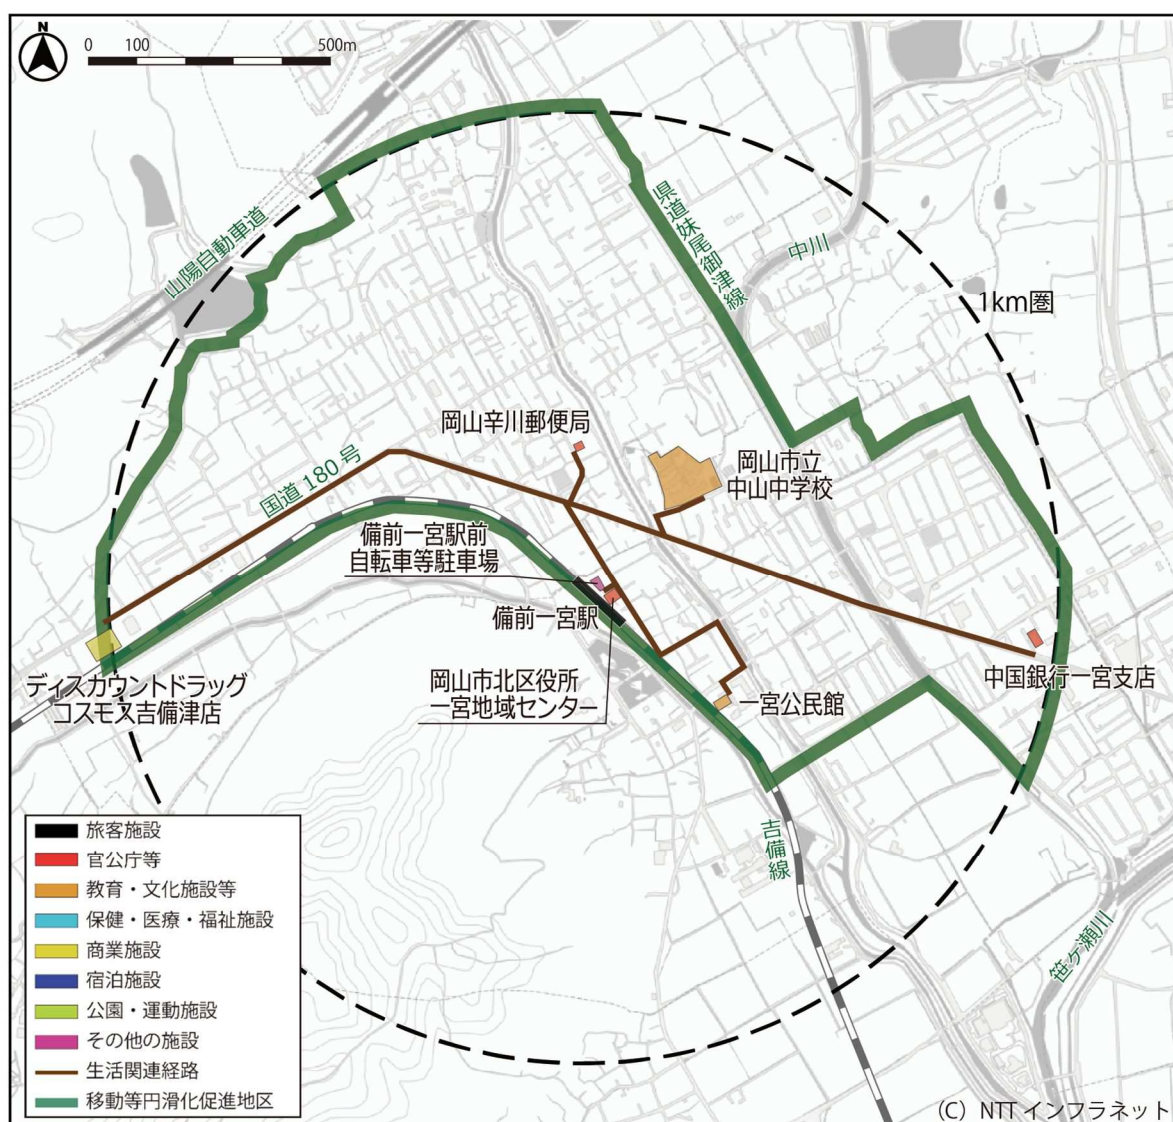 N
0 100 500m
山陽自動車道
県道妹尾御津線
中川
1km圏
岡山辛川郵便局
国道180号
岡山市立
中山中学校
備前一宮駅前
自転車等駐車場
備前一宮駅
ディスカウントドラッグ
コスモス吉備津店
岡山市北区役所
一宮地域センター
一宮公民館
中国銀行一宮支店
吉備線
笹ヶ瀬川
旅客施設
官公庁等
教育・文化施設等
保健・医療・福祉施設
商業施設
宿泊施設
公園・運動施設
その他の施設
生活関連経路
移動等円滑化促進地区
(C) NTTインフラネット